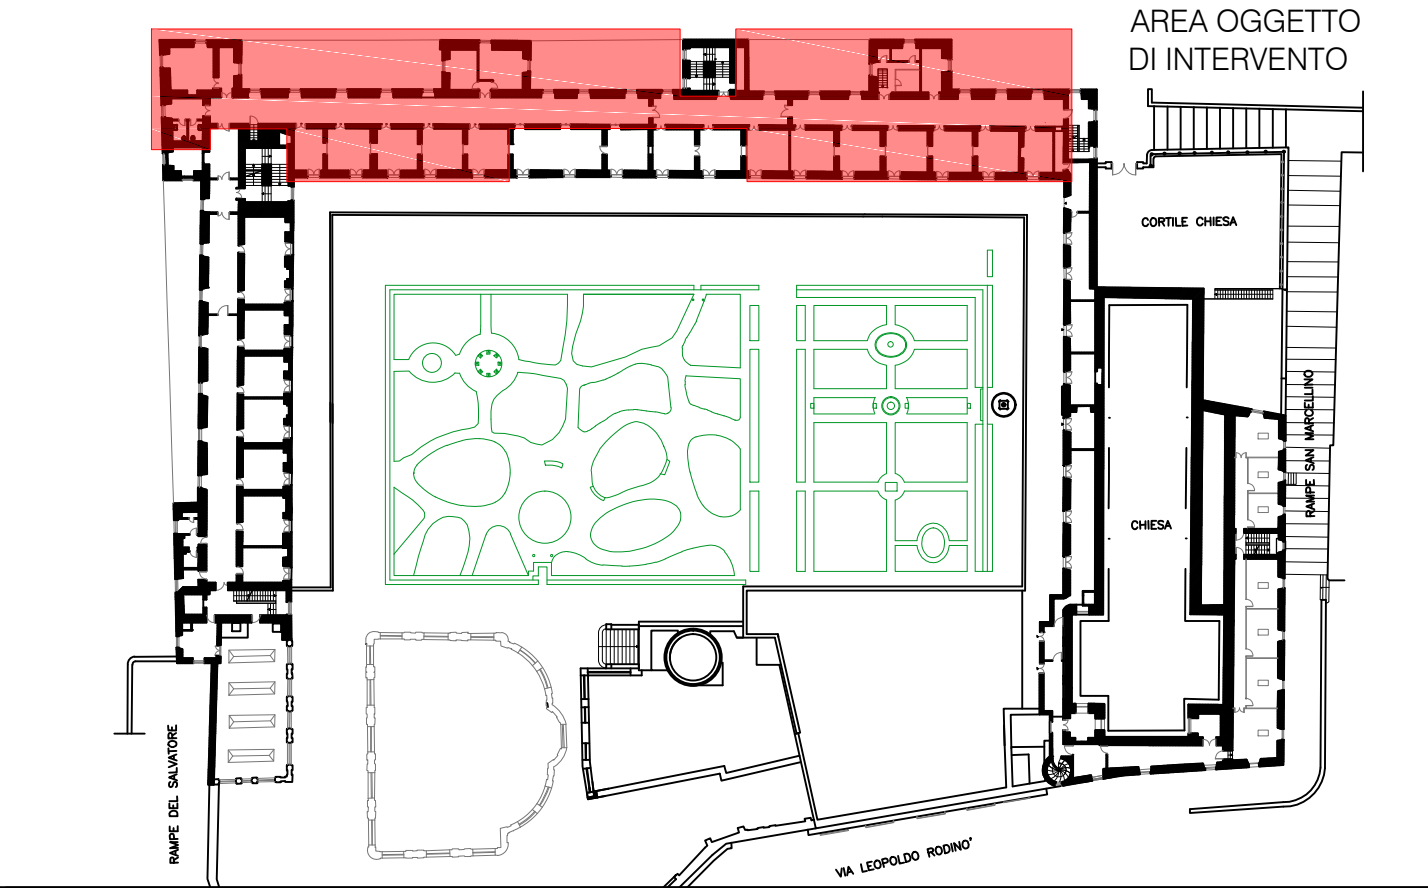 AREA OGGETTO
DI INTERVENTO
CORTILE CHIESA
RAMPE SAN MARCELLINO
CHIESA
RAMPE DEL SALVATORE
VIA LEOPOLDO RODINO'